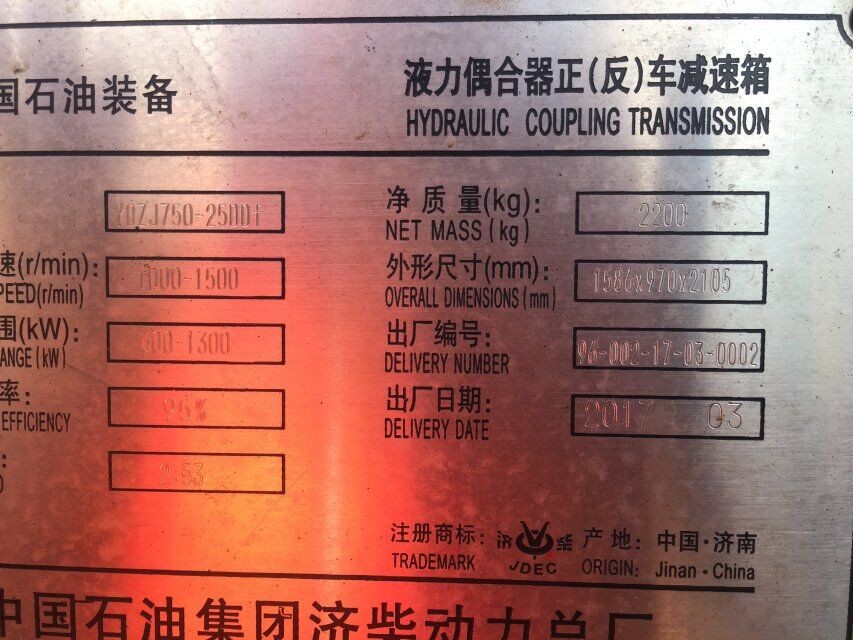 国石油装备
液力偶合器正(反)车减速箱
HYDRAULIC COUPLING TRANSMISSION
YOZJ750-250Df
速(r/min):
PEED(r/min)
1000-1500
围(kW):
ANGE(kW)
600-1300
率:
EFFICIENCY
95%
:
O
2.53
净质量(kg):
NET MASS(kg)
2200
外形尺寸(mm):
OVERALL DIMENSIONS(mm)
1586x970x2105
出厂编号:
DELIVERY NUMBER
96-002-17-03-0002
出厂日期:
DELIVERY DATE
2017 03
注册商标: 济柴 产地: 中国·济南
TRADEMARK JDEC ORIGIN: Jinan·China
中国石油集团济柴动力总厂